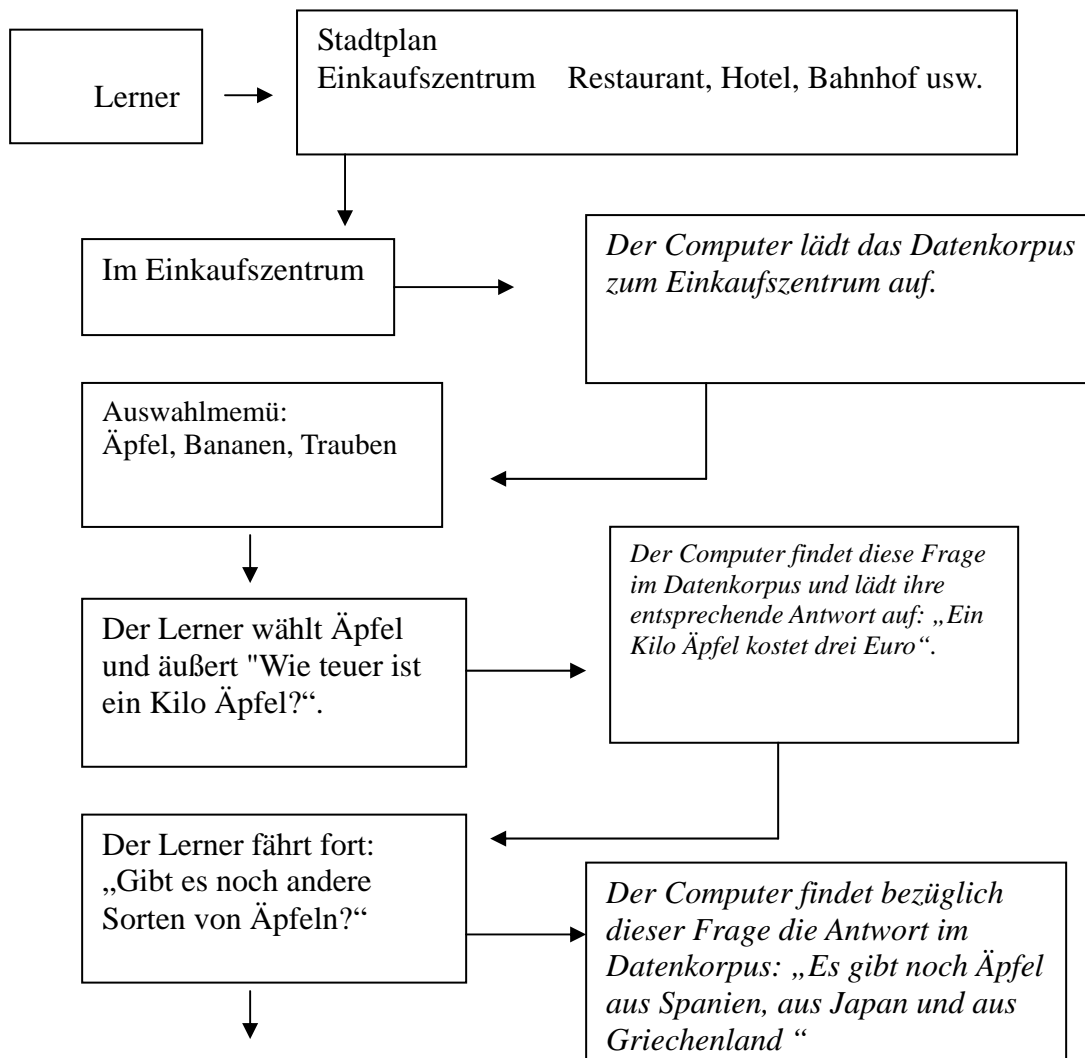 Lerner
Stadtplan
Einkaufszentrum Restaurant, Hotel, Bahnhof usw.
Im Einkaufszentrum
Der Computer lädt das Datenkorpus
zum Einkaufszentrum auf.
Auswahlmemü:
Äpfel, Bananen, Trauben
Der Lerner wählt Äpfel
und äußert "Wie teuer ist
ein Kilo Äpfel?“.
Der Computer findet diese Frage
im Datenkorpus und lädt ihre
entsprechende Antwort auf: „Ein
Kilo Äpfel kostet drei Euro“.
Der Lerner fährt fort:
„Gibt es noch andere
Sorten von Äpfeln?“
Der Computer findet bezüglich
dieser Frage die Antwort im
Datenkorpus: „Es gibt noch Äpfel
aus Spanien, aus Japan und aus
Griechenland “